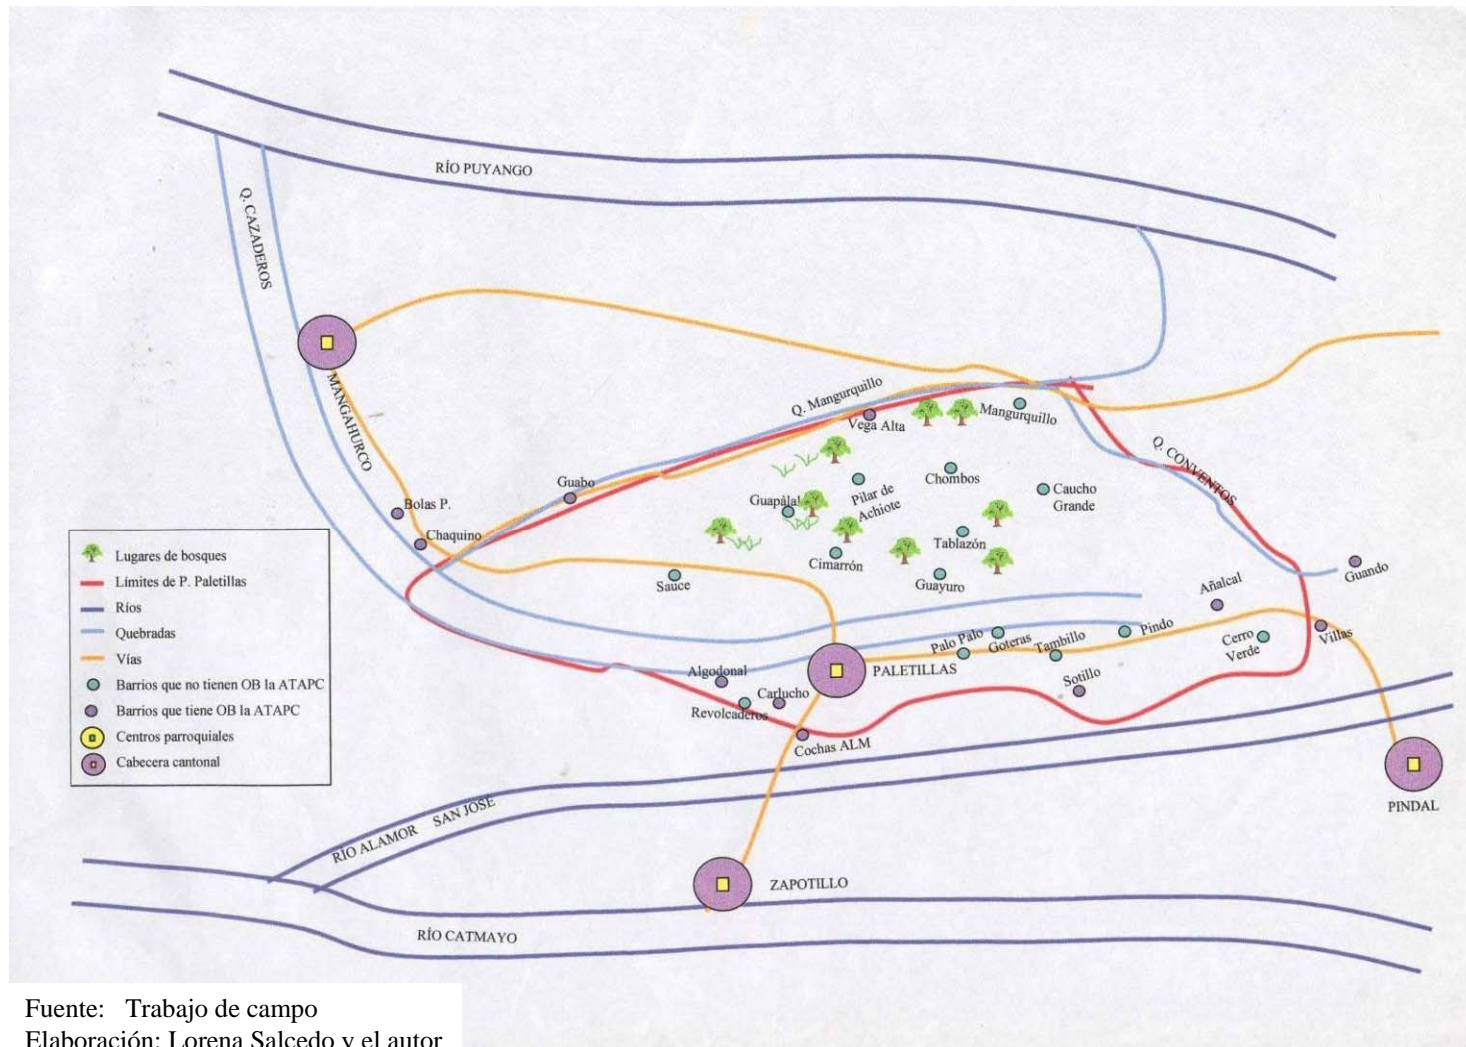 RÍO PUYANGO
Q. CAZADEROS
MANGAHURCO
Q. Mangurquillo
Vega Alta
Mangurquillo
Q. CONVENTOS
Guabo
Bolas P.
Chaquino
Guapala!
Pilar de
Achiote
Chombos
Caucho
Grande
Tablazón
Cimarrón
Guayuro
Sauce
Guando
Añalcal
Villas
Cerro
Verde
Pindo
Tambillo
Goteras
Palo Palo
PALETILLAS
Sotillo
Algodonal
Carlucho
Revolcaderos
Cochas ALM
Lugares de bosques
Límites de P. Paletillas
Ríos
Quebradas
Vías
Barrios que no tienen OB la ATAPC
Barrios que tiene OB la ATAPC
Centros parroquiales
Cabecera cantonal
PINDAL
RÍO ALAMOR SAN JOSÉ
ZAPOTILLO
RÍO CATMAYO
Fuente: Trabajo de campo
Elaboración: Lorena Salcedo y el autor